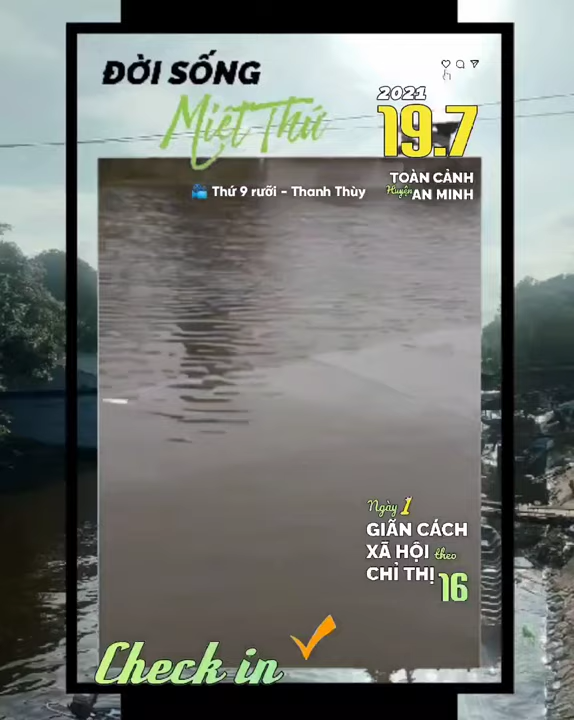 ĐỜI SỐNG
Miệt Thứ
2021
19.7
TOÀN CẢNH
Huyện AN MINH
Thứ 9 rưỡi - Thanh Thùy
Ngày 1
GIÃN CÁCH
XÃ HỘI theo
CHỈ THỊ 16
Check in